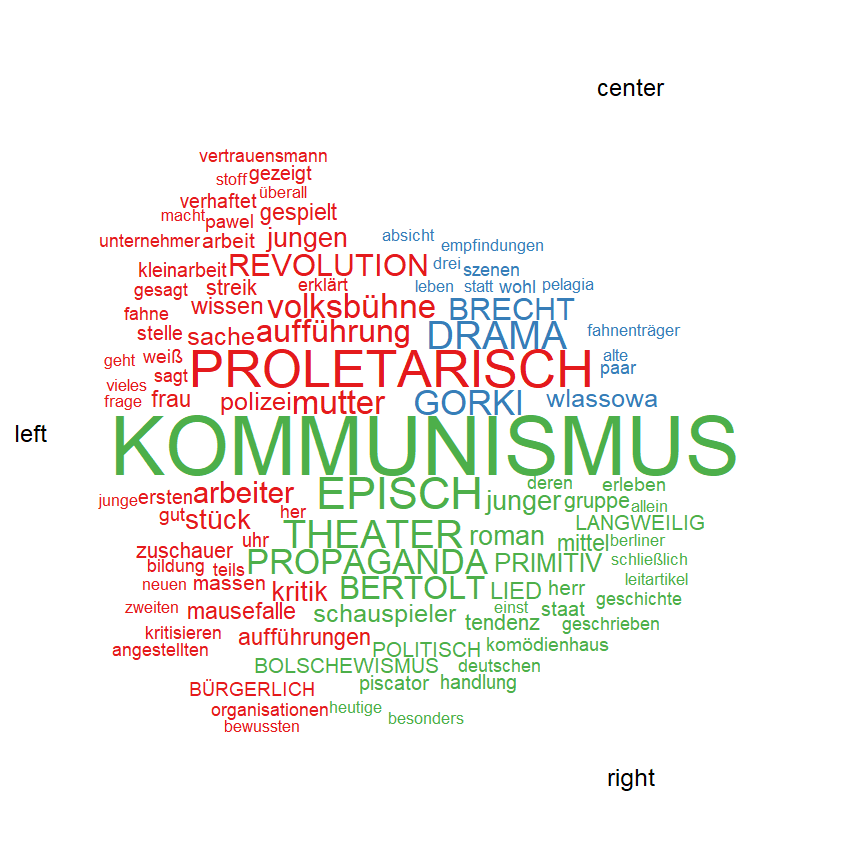 center
vertrauensmann
stoff gezeigt
verhaftet überall
macht pawel gespielt
unternehmer arbeit jungen absicht empfindungen
kleinarbeit REVOLUTION drei szenen
gesagt streik erklärt leben statt wohl pelagia
fahne wissen volksbühne BRECHT
stelle sache aufführung DRAMA fahnenträger
geht weiß PROLETARISCH alte
vieles sagt paar
frage frau polizei mutter GORKI wlassowa
left KOMMUNISMUS
junge ersten arbeiter EPISCH junger deren erleben
gruppe allein
gut stück her THEATER roman LANGWEILIG
zuschauer uhr mittel berliner
bildung teils PROPAGANDA PRIMITIV schließlich
neuen massen kritik BERTOLT LIED herr leitartikel
zweiten mausefalle schauspieler einst staat geschichte
kritisieren aufführungen tendenz geschrieben
angestellten POLITISCH komödienhaus
BOLSCHEWISMUS deutschen
BÜRGERLICH piscator handlung
organisationen heutige
bewussten besonders
right